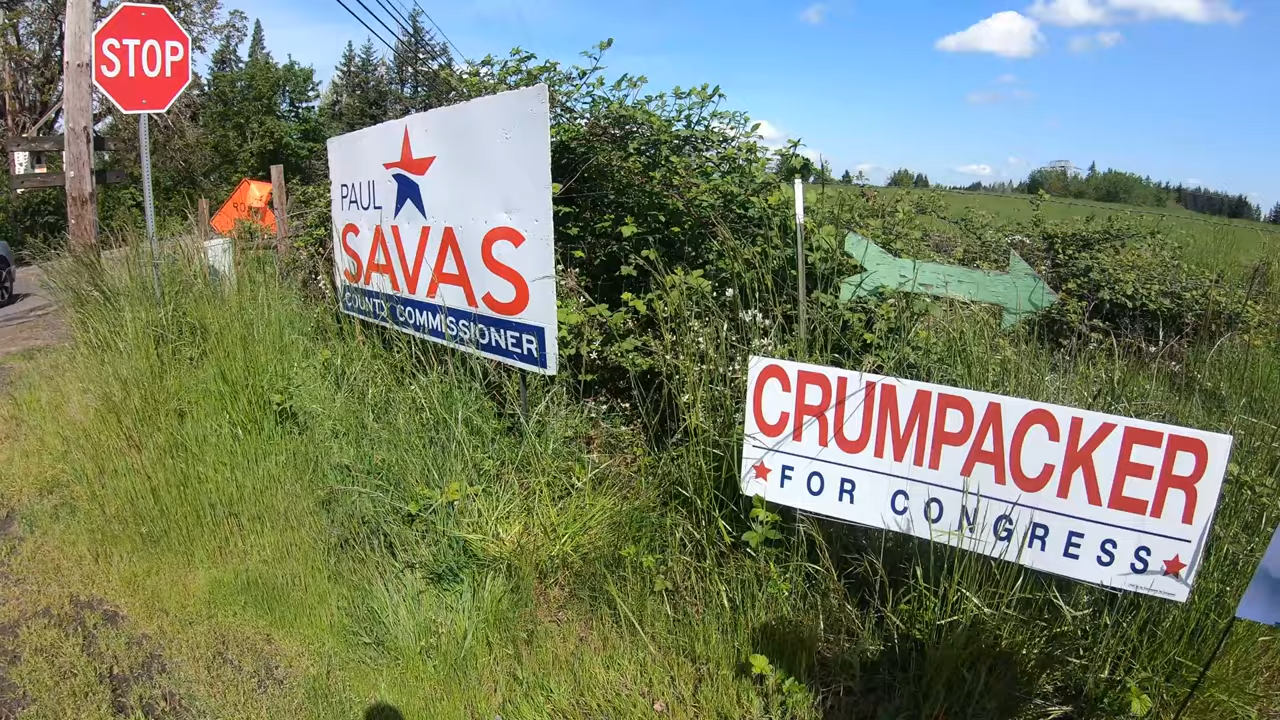 STOP
PAUL
SAVAS
COUNTY COMMISSIONER
CRUMPACKER
FOR CONGRESS